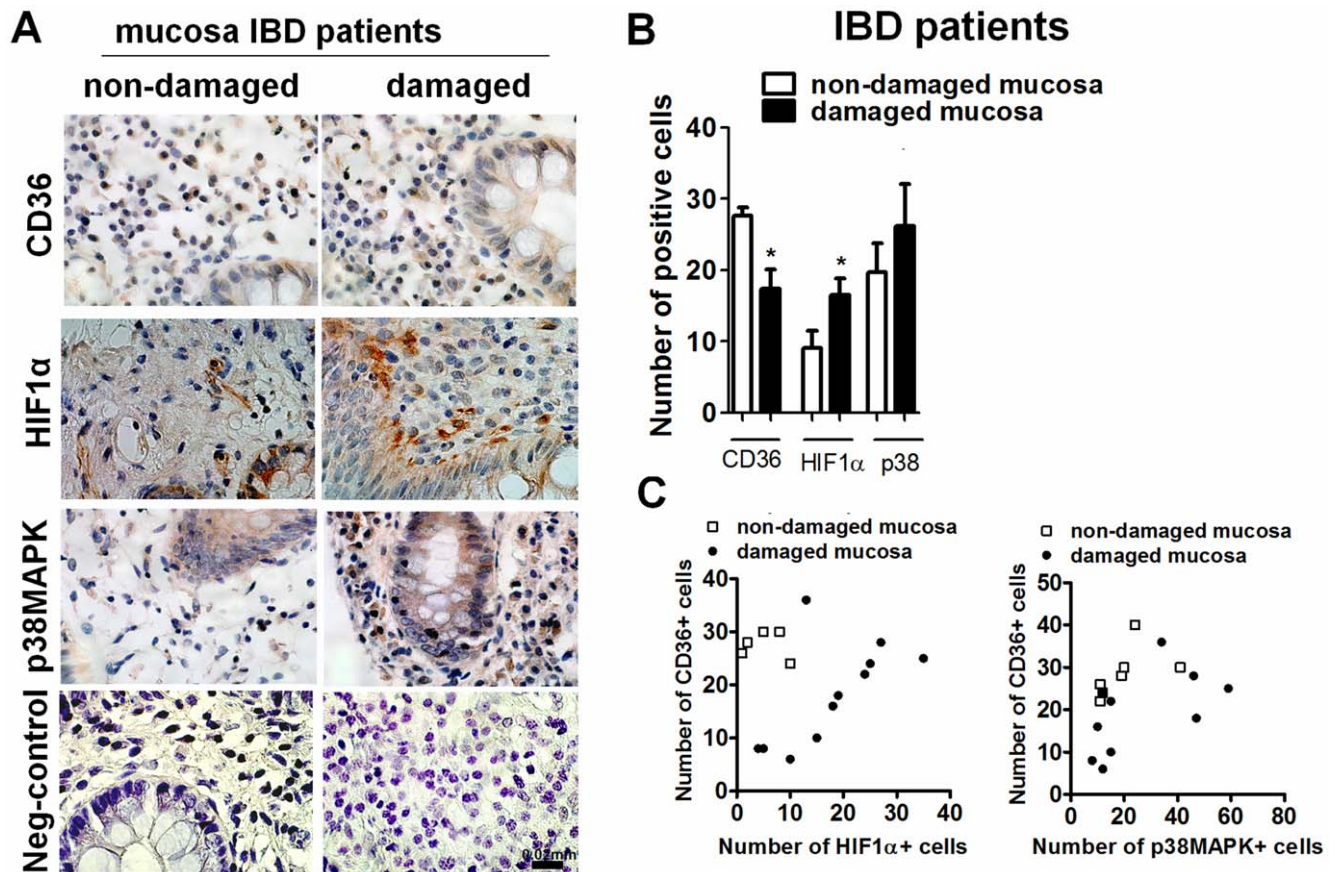 A
mucosa IBD patients
non-damaged
damaged
CD36
HIF1α
p38MAPK
Neg-control
0.02mm
B
IBD patients
non-damaged mucosa
damaged mucosa
Number of positive cells
40
30
20
10
0
*
*
CD36
HIF1α
p38
C
non-damaged mucosa
damaged mucosa
Number of CD36+ cells
40
30
20
10
0
0
10
20
30
40
Number of HIF1α+ cells
non-damaged mucosa
damaged mucosa
Number of CD36+ cells
50
40
30
20
10
0
0
20
40
60
80
Number of p38MAPK+ cells